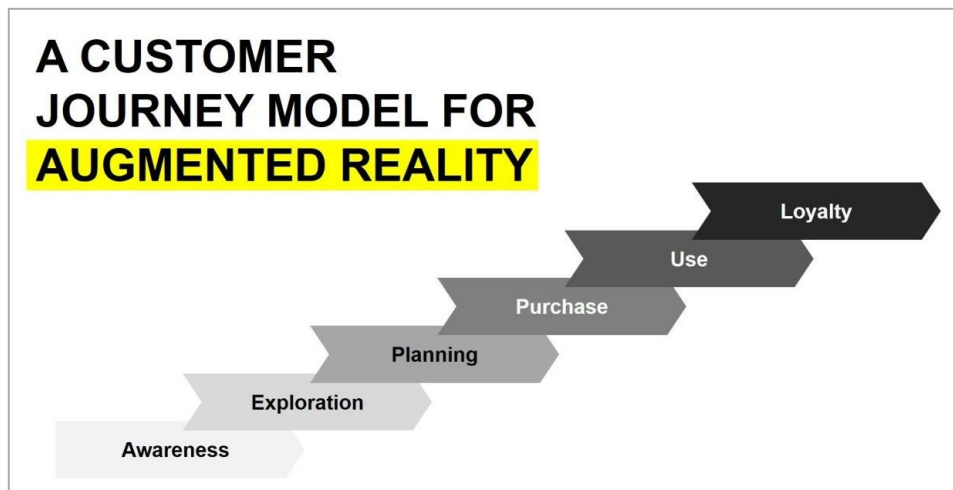 A CUSTOMER
JOURNEY MODEL FOR
AUGMENTED REALITY
Loyalty
Use
Purchase
Planning
Exploration
Awareness